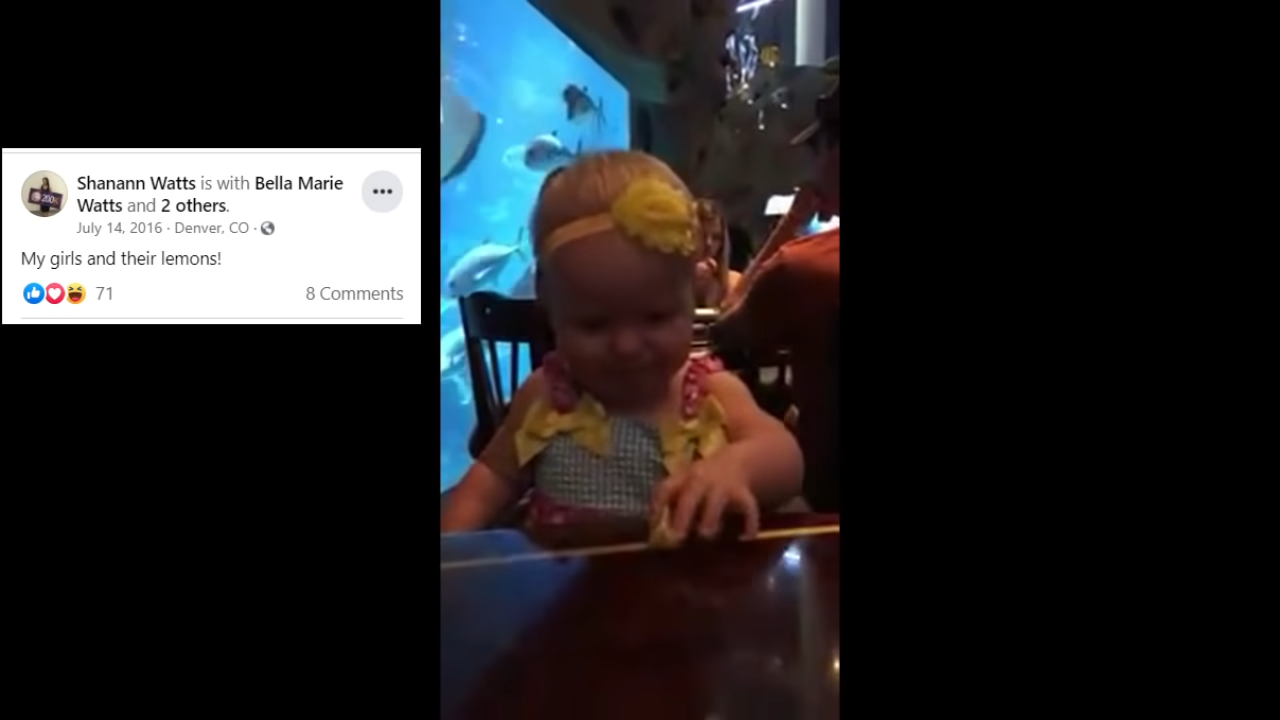 Shanann Watts is with Bella Marie
Watts and 2 others.
July 14, 2016 · Denver, CO ·
My girls and their lemons!
71
8 Comments